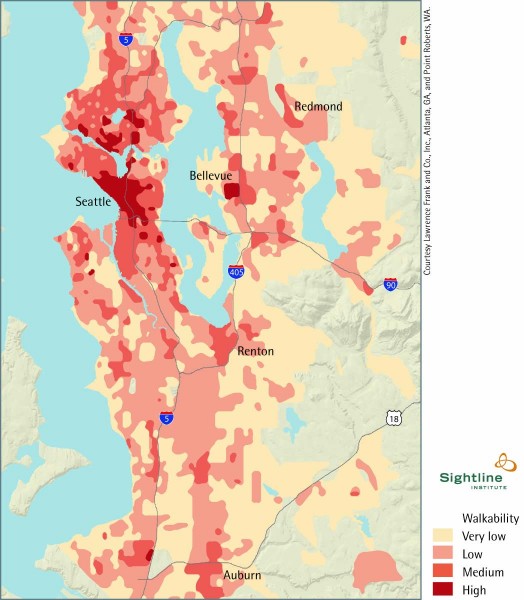 5
Redmond
Bellevue
Seattle
405
90
Renton
5
18
Auburn
Courtesy Lawrence Frank and Co., Inc., Atlanta, GA, and Point Roberts, WA.
Sightline
INSTITUTE
Walkability
Very low
Low
Medium
High